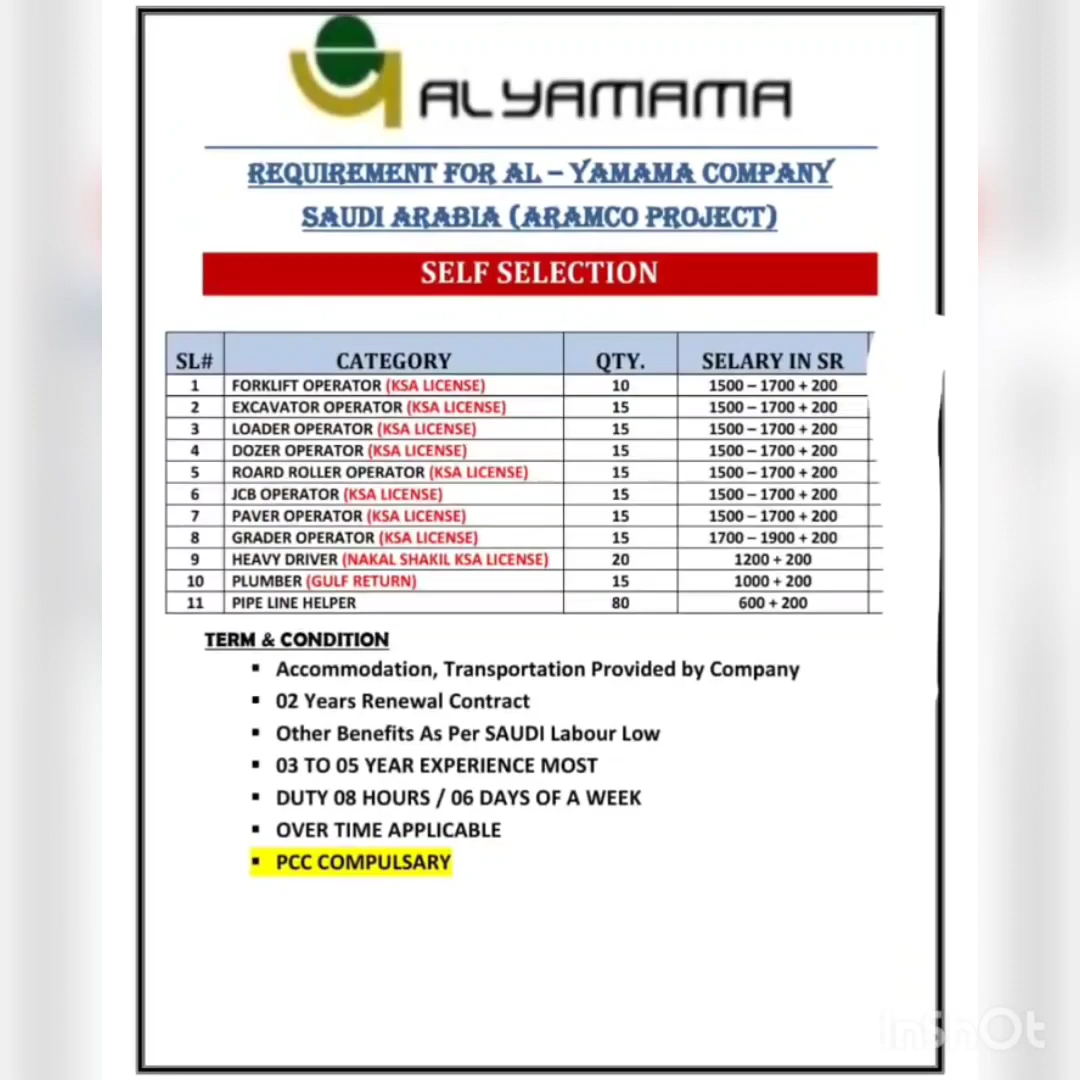 AL YAMAMA
REQUIREMENT FOR AL – YAMAMA COMPANY
SAUDI ARABIA (ARAMCO PROJECT)
SELF SELECTION
SL# CATEGORY QTY. SELARY IN SR
1 FORKLIFT OPERATOR (KSA LICENSE) 10 1500 – 1700 + 200
2 EXCAVATOR OPERATOR (KSA LICENSE) 15 1500 – 1700 + 200
3 LOADER OPERATOR (KSA LICENSE) 15 1500 – 1700 + 200
4 DOZER OPERATOR (KSA LICENSE) 15 1500 – 1700 + 200
5 ROARD ROLLER OPERATOR (KSA LICENSE) 15 1500 – 1700 + 200
6 JCB OPERATOR (KSA LICENSE) 15 1500 – 1700 + 200
7 PAVER OPERATOR (KSA LICENSE) 15 1500 – 1700 + 200
8 GRADER OPERATOR (KSA LICENSE) 15 1700 – 1900 + 200
9 HEAVY DRIVER (NAKAL SHAKIL KSA LICENSE) 20 1200 + 200
10 PLUMBER (GULF RETURN) 15 1000 + 200
11 PIPE LINE HELPER 80 600 + 200
TERM & CONDITION
▪ Accommodation, Transportation Provided by Company
▪ 02 Years Renewal Contract
▪ Other Benefits As Per SAUDI Labour Low
▪ 03 TO 05 YEAR EXPERIENCE MOST
▪ DUTY 08 HOURS / 06 DAYS OF A WEEK
▪ OVER TIME APPLICABLE
▪ PCC COMPULSARY
InShOt